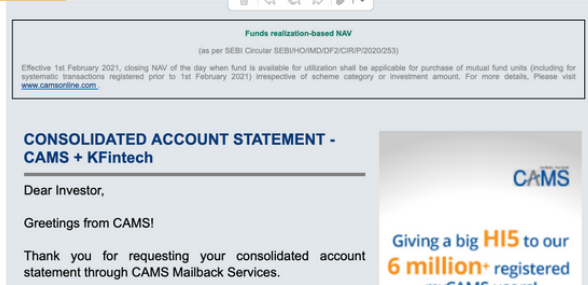 Funds realization-based NAV
(as per SEBI Circular SEBI/HO/IMD/DF2/CIR/P/2020/253)
Effective 1st February 2021, closing NAV of the day when fund is available for utilization shall be applicable for purchase of mutual fund units (including for
systematic transactions registered prior to 1st February 2021) irrespective of scheme category or investment amount. For more details, Please visit
www.camsonline.com .
CONSOLIDATED ACCOUNT STATEMENT -
CAMS + KFintech
Dear Investor,
Greetings from CAMS!
Thank you for requesting your consolidated account
statement through CAMS Mailback Services.
CAMS
Giving a big HI5 to our
6 million+ registered